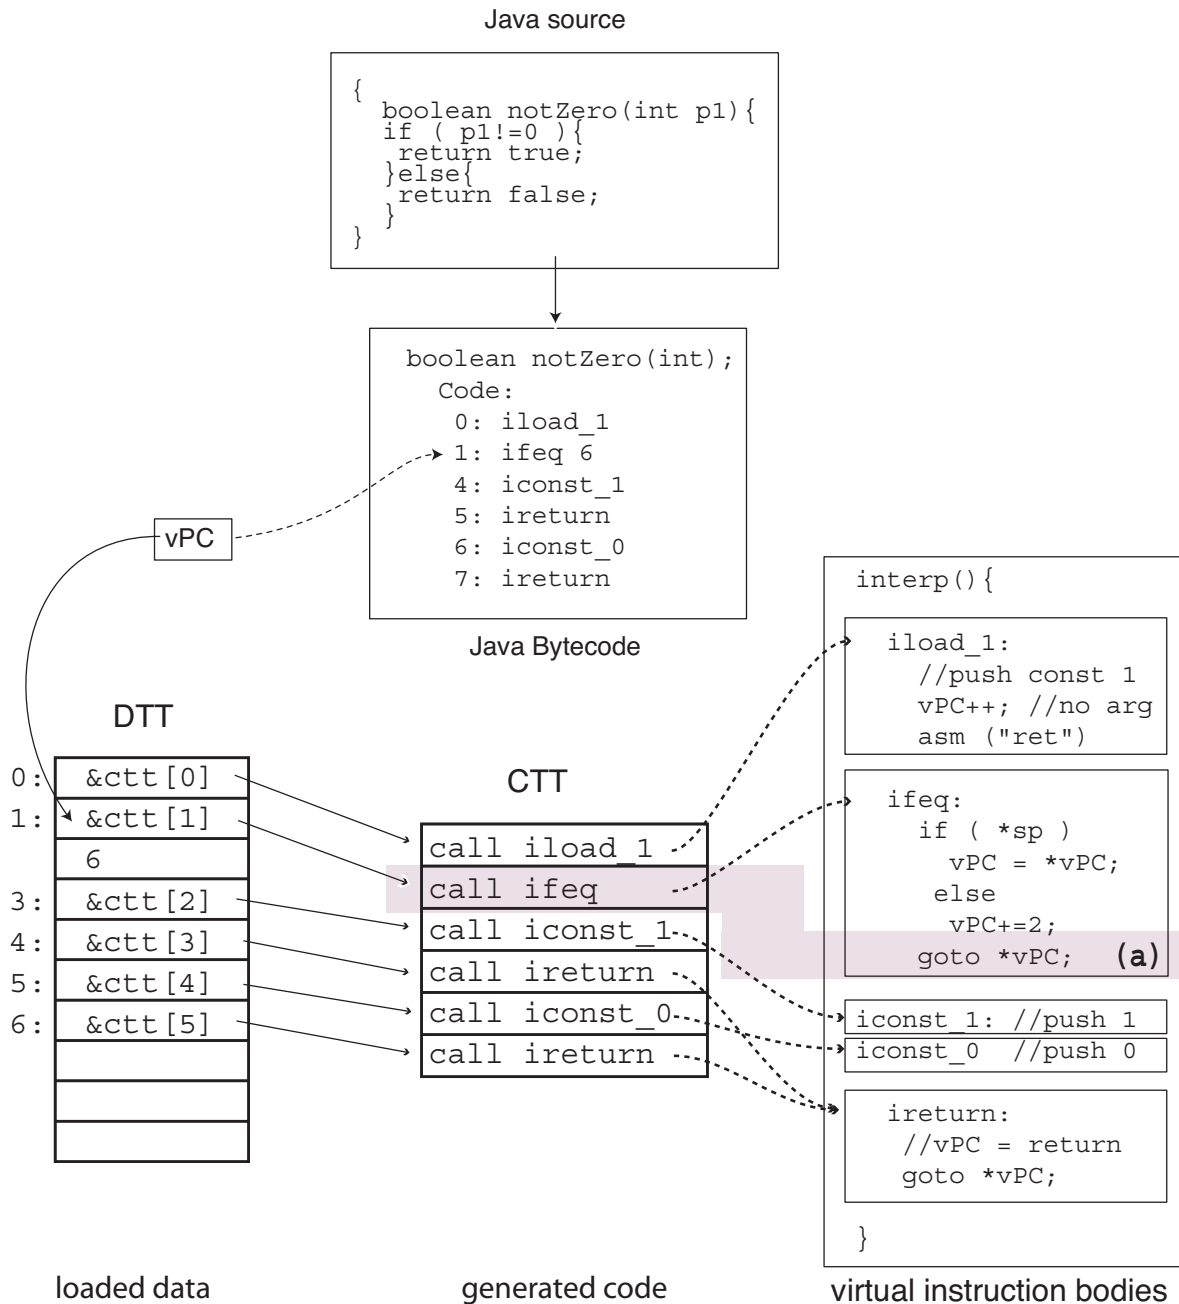 Java source
{
boolean notZero(int p1){
if ( p1!=0 ){
return true;
}else{
return false;
}
}
boolean notZero(int);
Code:
0: iload_1
1: ifeq 6
4: iconst_1
5: ireturn
6: iconst_0
7: ireturn
Java Bytecode
vPC
DTT
0: &ctt[0]
1: &ctt[1]
6
3: &ctt[2]
4: &ctt[3]
5: &ctt[4]
6: &ctt[5]
loaded data
CTT
call iload_1
call ifeq
call iconst_1
call ireturn
call iconst_0
call ireturn
generated code
interp(){
iload_1:
//push const 1
vPC++; //no arg
asm ("ret")
ifeq:
if ( *sp )
vPC = *vPC;
else
vPC+=2;
goto *vPC; (a)
iconst_1: //push 1
iconst_0 //push 0
ireturn:
//vPC = return
goto *vPC;
}
virtual instruction bodies